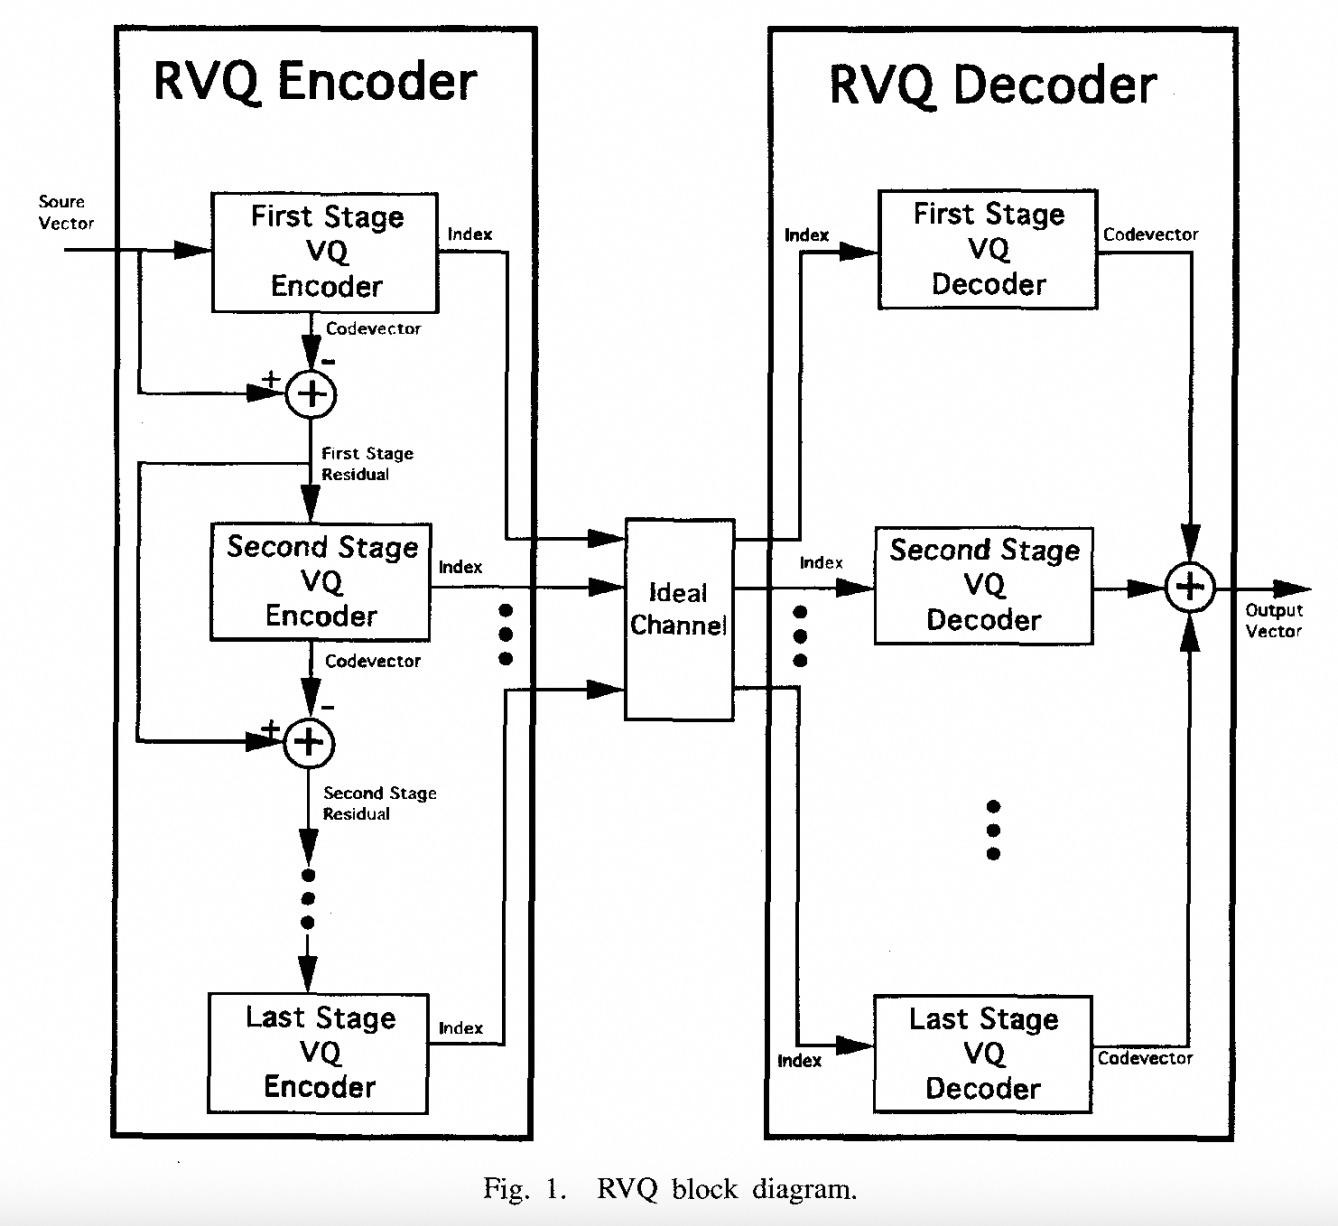 RVQ Encoder
Soure
Vector
First Stage
VQ
Encoder
Index
Codevector
-
+
+
First Stage
Residual
Second Stage
VQ
Encoder
Index
Codevector
-
+
+
Second Stage
Residual
Last Stage
VQ
Encoder
Index
Ideal
Channel
RVQ Decoder
Index
First Stage
VQ
Decoder
Codevector
Index
Second Stage
VQ
Decoder
+
Output
Vector
Index
Last Stage
VQ
Decoder
Codevector
Fig. 1. RVQ block diagram.